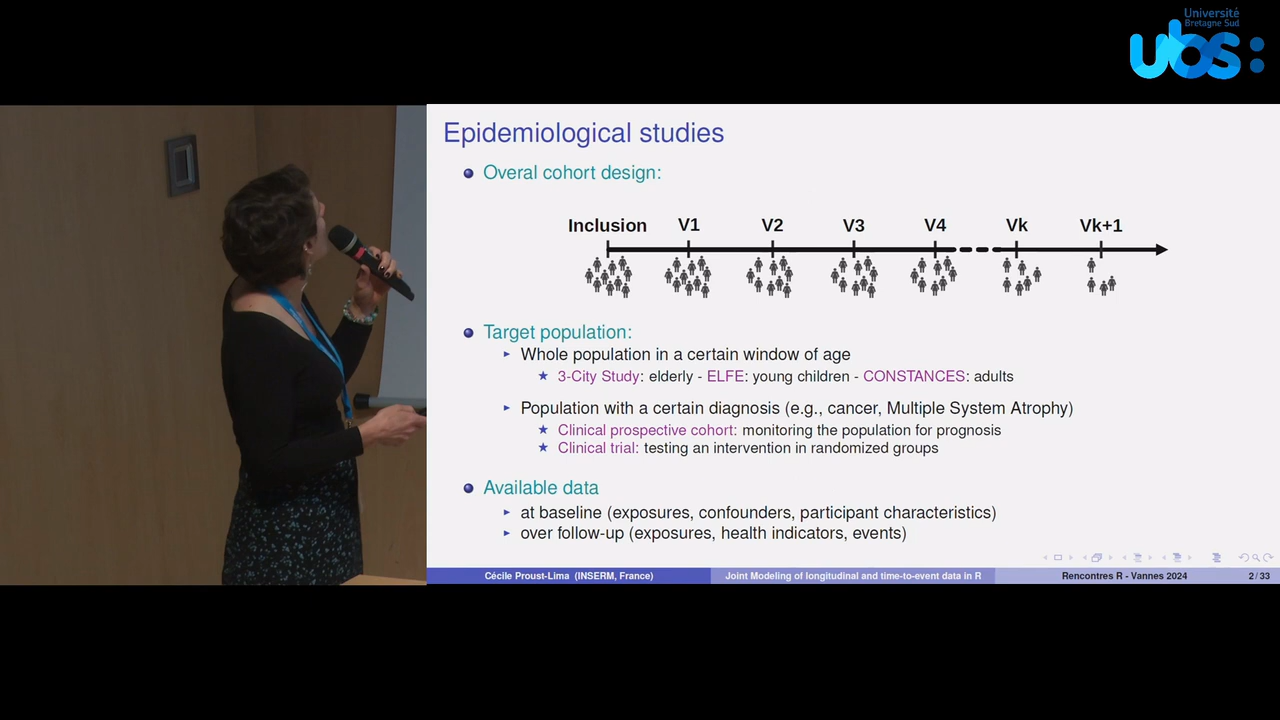 Université
Bretagne Sud
ubs:
Epidemiological studies
Overal cohort design:
Inclusion V1 V2 V3 V4 Vk Vk+1
Target population:
Whole population in a certain window of age
3-City Study: elderly - ELFE: young children - CONSTANCES: adults
Population with a certain diagnosis (e.g., cancer, Multiple System Atrophy)
Clinical prospective cohort: monitoring the population for prognosis
Clinical trial: testing an intervention in randomized groups
Available data
at baseline (exposures, confounders, participant characteristics)
over follow-up (exposures, health indicators, events)
Cécile Proust-Lima (INSERM, France) Joint Modeling of longitudinal and time-to-event data in R Rencontres R - Vannes 2024 2 / 33